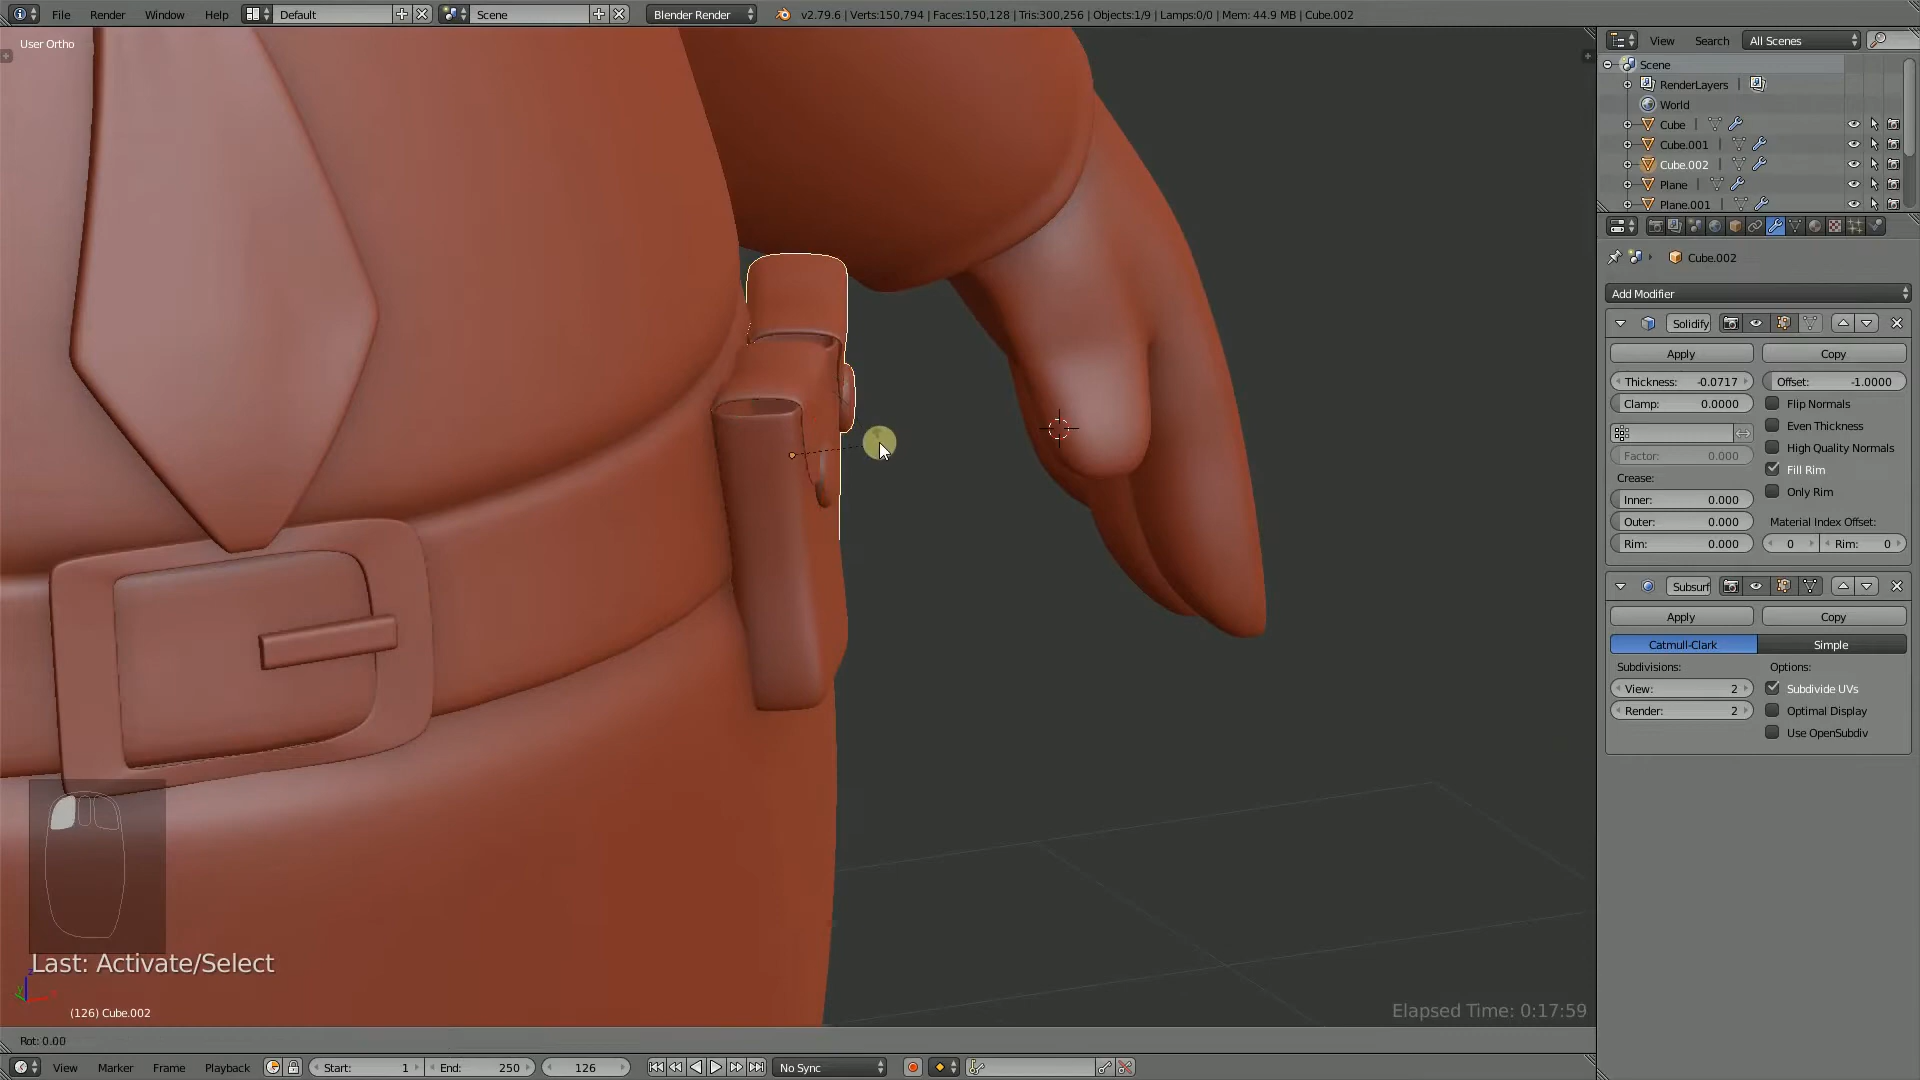 File Render Window Help Default Scene Blender Render v2.79.6 | Verts:150,794 | Faces:150,128 | Tris:300,256 | Objects:1/9 | Lamps:0/0 | Mem: 44.9 MB | Cube.002
User Ortho
View Search All Scenes
Scene
RenderLayers |
World
Cube |
Cube.001
Cube.002
Plane |
Plane.001
Cube.002
Add Modifier
Solidify
Apply Copy
Thickness: -0.0717 Offset: -1.0000
Clamp: 0.0000 Flip Normals
Even Thickness
High Quality Normals
Factor: 0.000
Fill Rim
Crease:
Only Rim
Inner: 0.000
Outer: 0.000 Material Index Offset:
Rim: 0.000 0 Rim: 0
Subsurf
Apply Copy
Catmull-Clark Simple
Subdivisions: Options:
View: 2 Subdivide UVs
Render: 2 Optimal Display
Use OpenSubdiv
Last: Activate/Select
(126) Cube.002
Elapsed Time: 0:17:59
Rot: 0.00
View Marker Frame Playback Start: 1 End: 250 126 No Sync